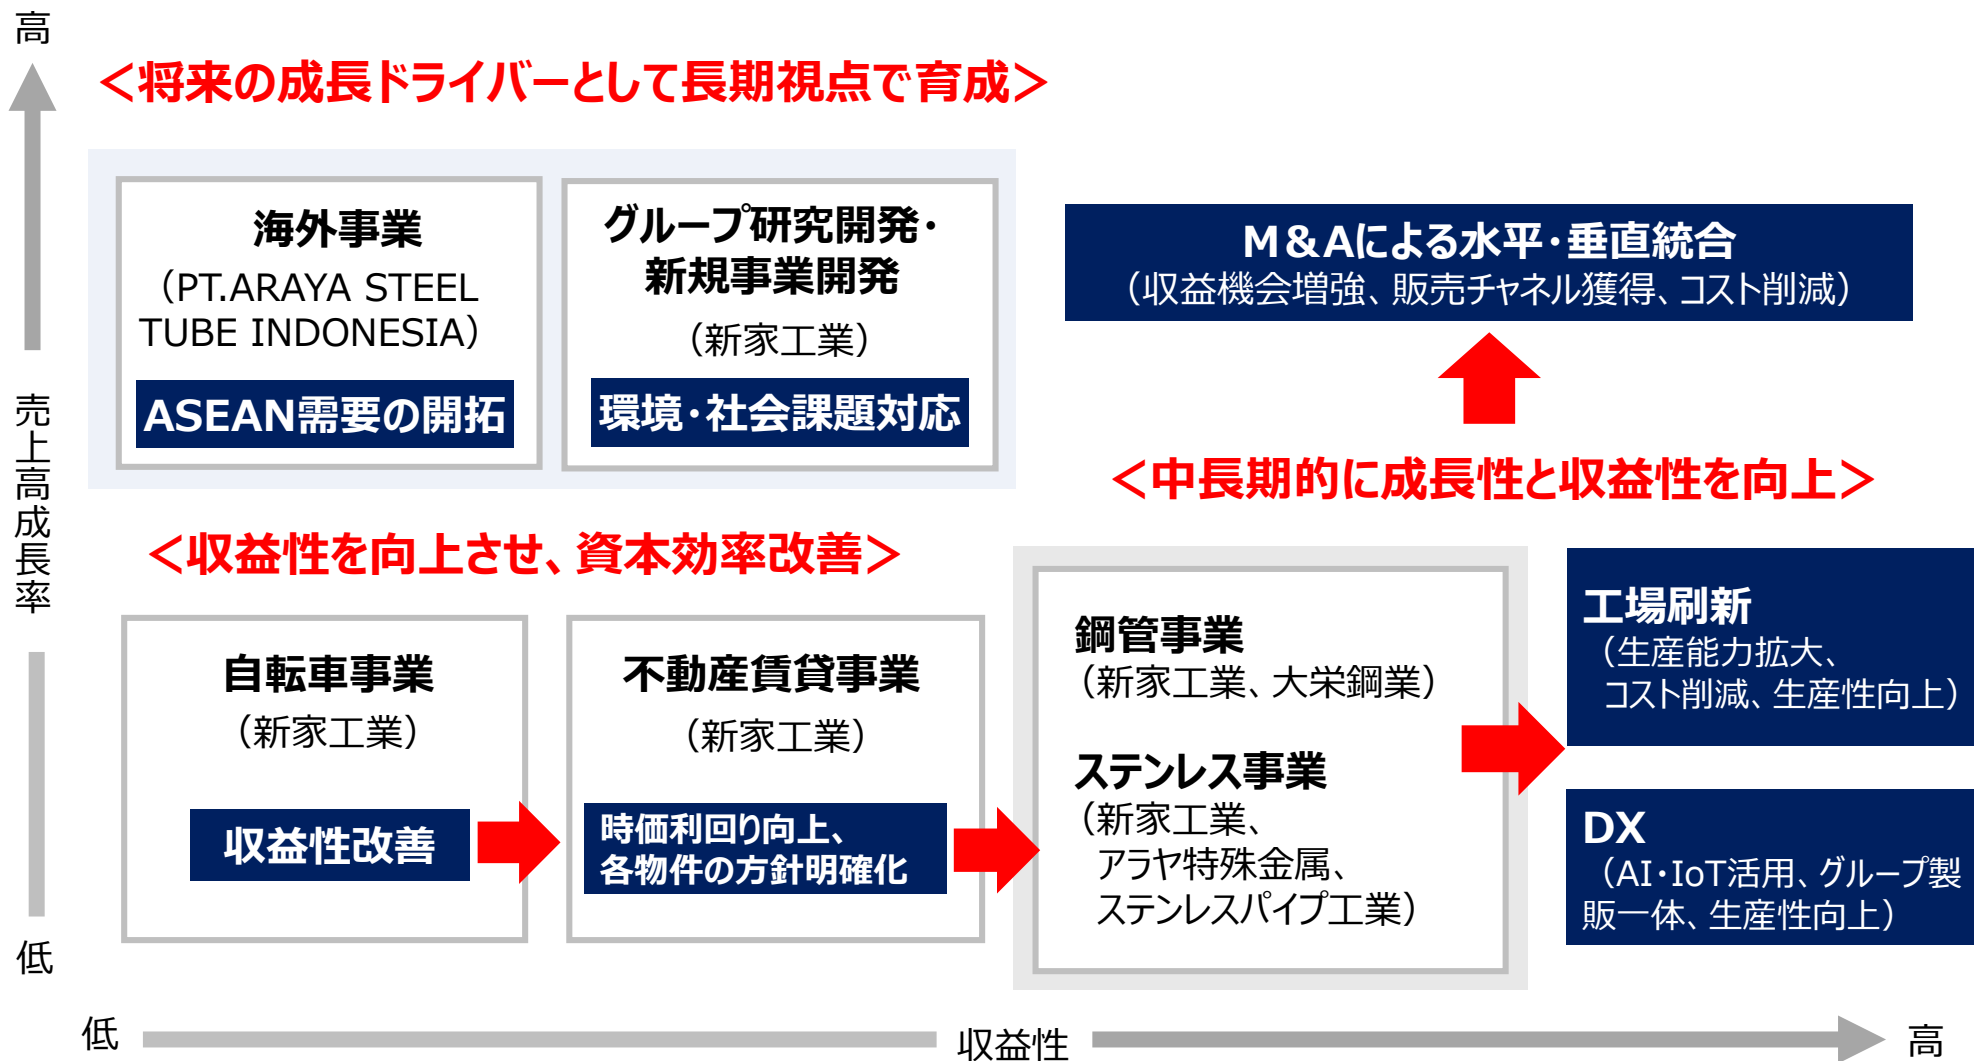 高
<将来の成長ドライバーとして長期視点で育成>
海外事業
（PT.ARAYA STEEL
TUBE INDONESIA）
ASEAN需要の開拓
グループ研究開発・
新規事業開発
（新家工業）
環境・社会課題対応
M&Aによる水平・垂直統合
（収益機会増強、販売チャネル獲得、コスト削減）
売上高成長率
<中長期的に成長性と収益性を向上>
<収益性を向上させ、資本効率改善>
自転車事業
（新家工業）
収益性改善
不動産賃貸事業
（新家工業）
時価利回り向上、
各物件の方針明確化
鋼管事業
（新家工業、大栄鋼業）
ステンレス事業
（新家工業、
アラヤ特殊金属、
ステンレスパイプ工業）
工場刷新
（生産能力拡大、
コスト削減、生産性向上）
DX
（AI・IoT活用、グループ製
販一体、生産性向上）
低
低
収益性
高